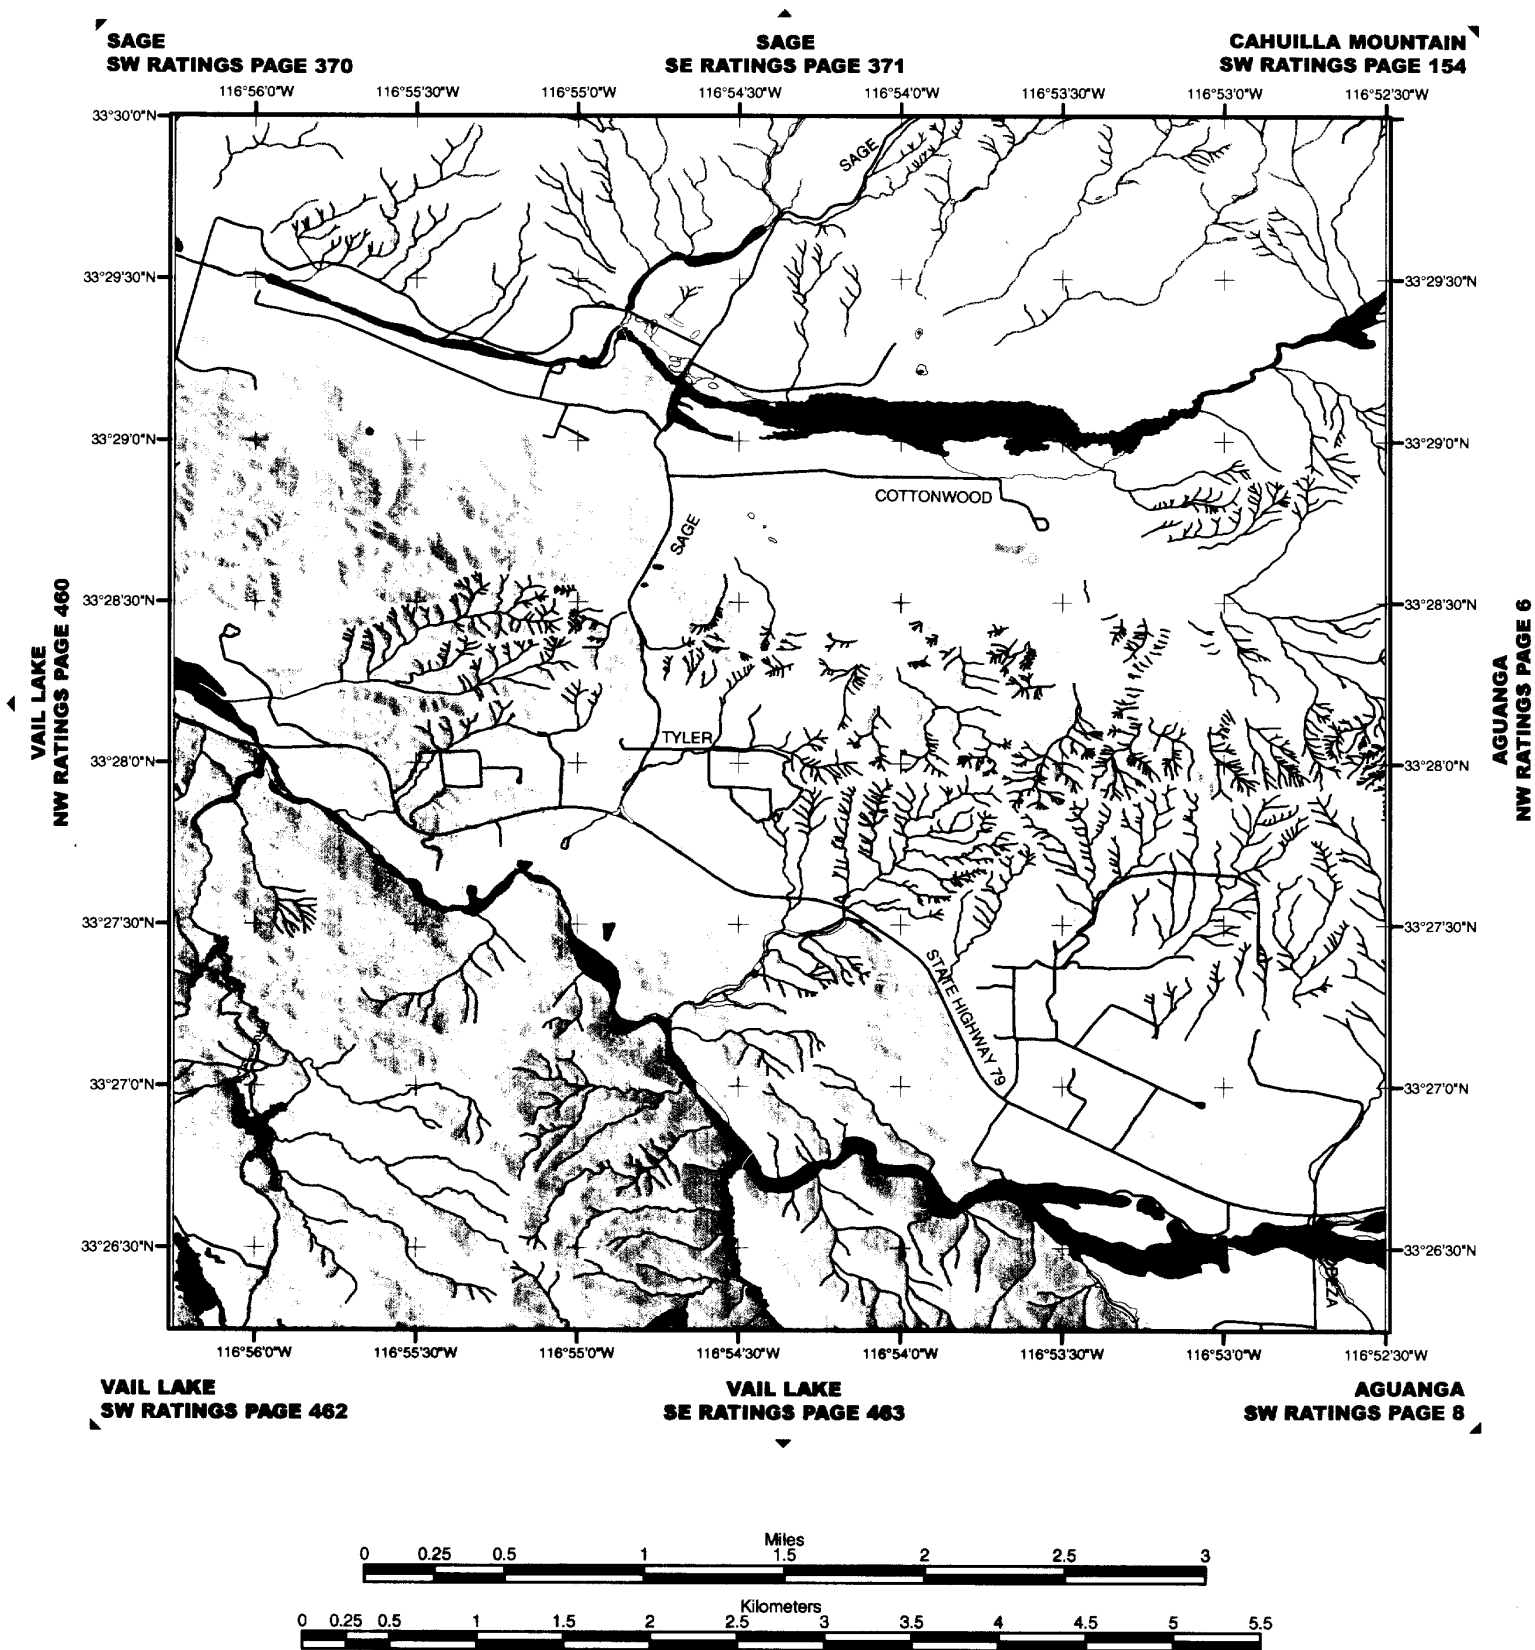 SAGE
SW RATINGS PAGE 370
SAGE
SE RATINGS PAGE 371
CAHUILLA MOUNTAIN
SW RATINGS PAGE 154
116°56'0"W 116°55'30"W 116°55'0"W 116°54'30"W 116°54'0"W 116°53'30"W 116°53'0"W 116°52'30"W
33°30'0"N
SAGE
33°29'30"N 33°29'30"N
33°29'0"N 33°29'0"N
COTTONWOOD
SAGE
33°28'30"N 33°28'30"N
VAIL LAKE
NW RATINGS PAGE 460
AGUANGA
NW RATINGS PAGE 6
TYLER
33°28'0"N 33°28'0"N
33°27'30"N 33°27'30"N
STATE HIGHWAY 79
33°27'0"N 33°27'0"N
33°26'30"N 33°26'30"N
116°56'0"W 116°55'30"W 116°55'0"W 116°54'30"W 116°54'0"W 116°53'30"W 116°53'0"W 116°52'30"W
VAIL LAKE
SW RATINGS PAGE 462
VAIL LAKE
SE RATINGS PAGE 463
AGUANGA
SW RATINGS PAGE 8
Miles
0 0.25 0.5 1 1.5 2 2.5 3
Kilometers
0 0.25 0.5 1 1.5 2 2.5 3 3.5 4 4.5 5 5.5